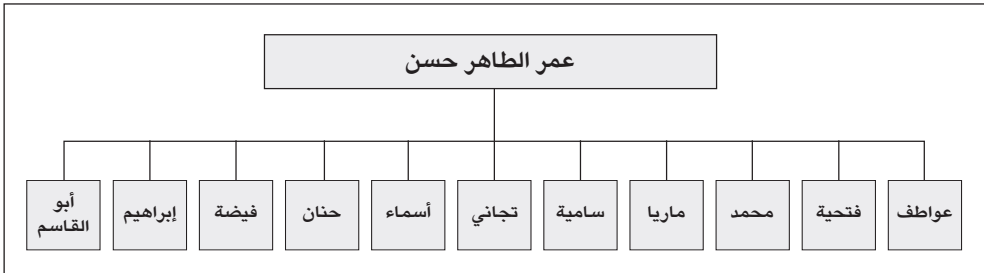 عمر الطاهر حسن
عواطف
فتحية
محمد
ماريا
سامية
تجاني
أسماء
حنان
فيضة
إبراهيم
أبو
القاسم